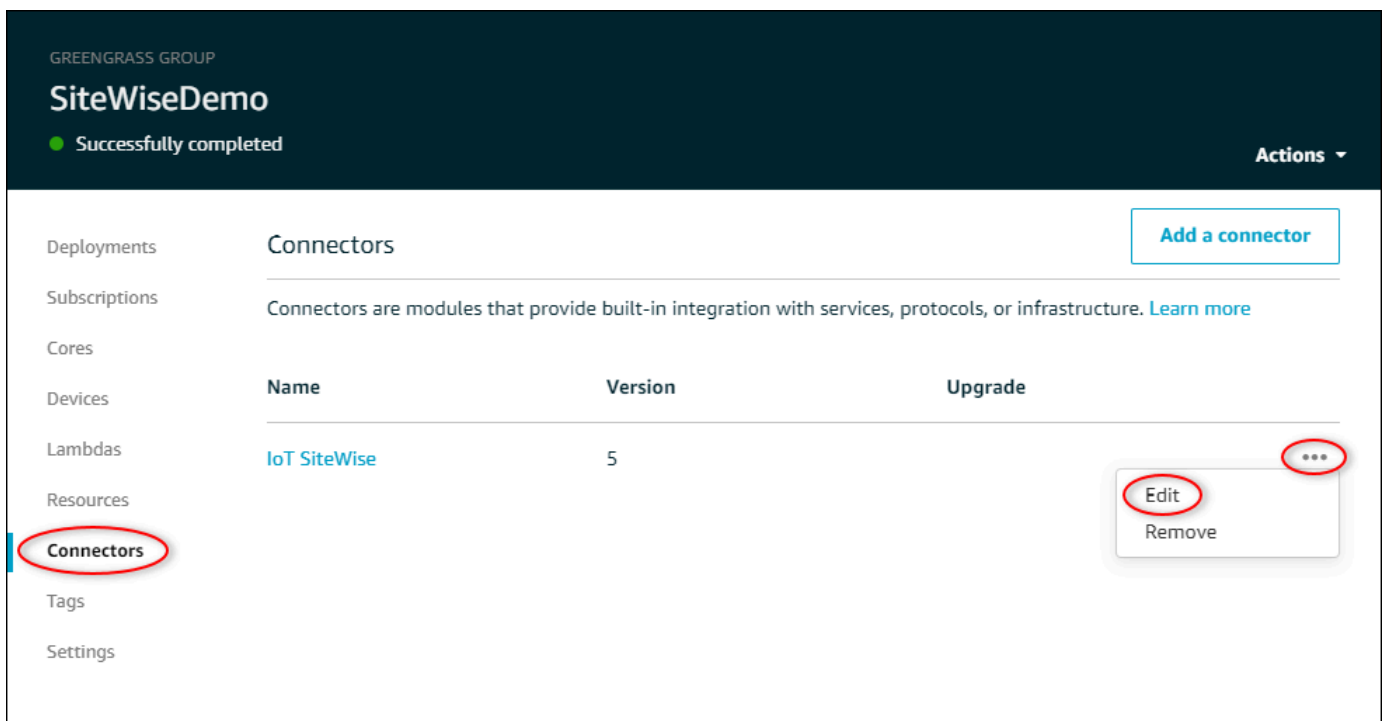 GREENGRASS GROUP
SiteWiseDemo
Successfully completed
Actions
Deployments
Subscriptions
Cores
Devices
Lambdas
Resources
Connectors
Tags
Settings
Connectors
Add a connector
Connectors are modules that provide built-in integration with services, protocols, or infrastructure. Learn more
Name Version Upgrade
IoT SiteWise 5
Edit
Remove